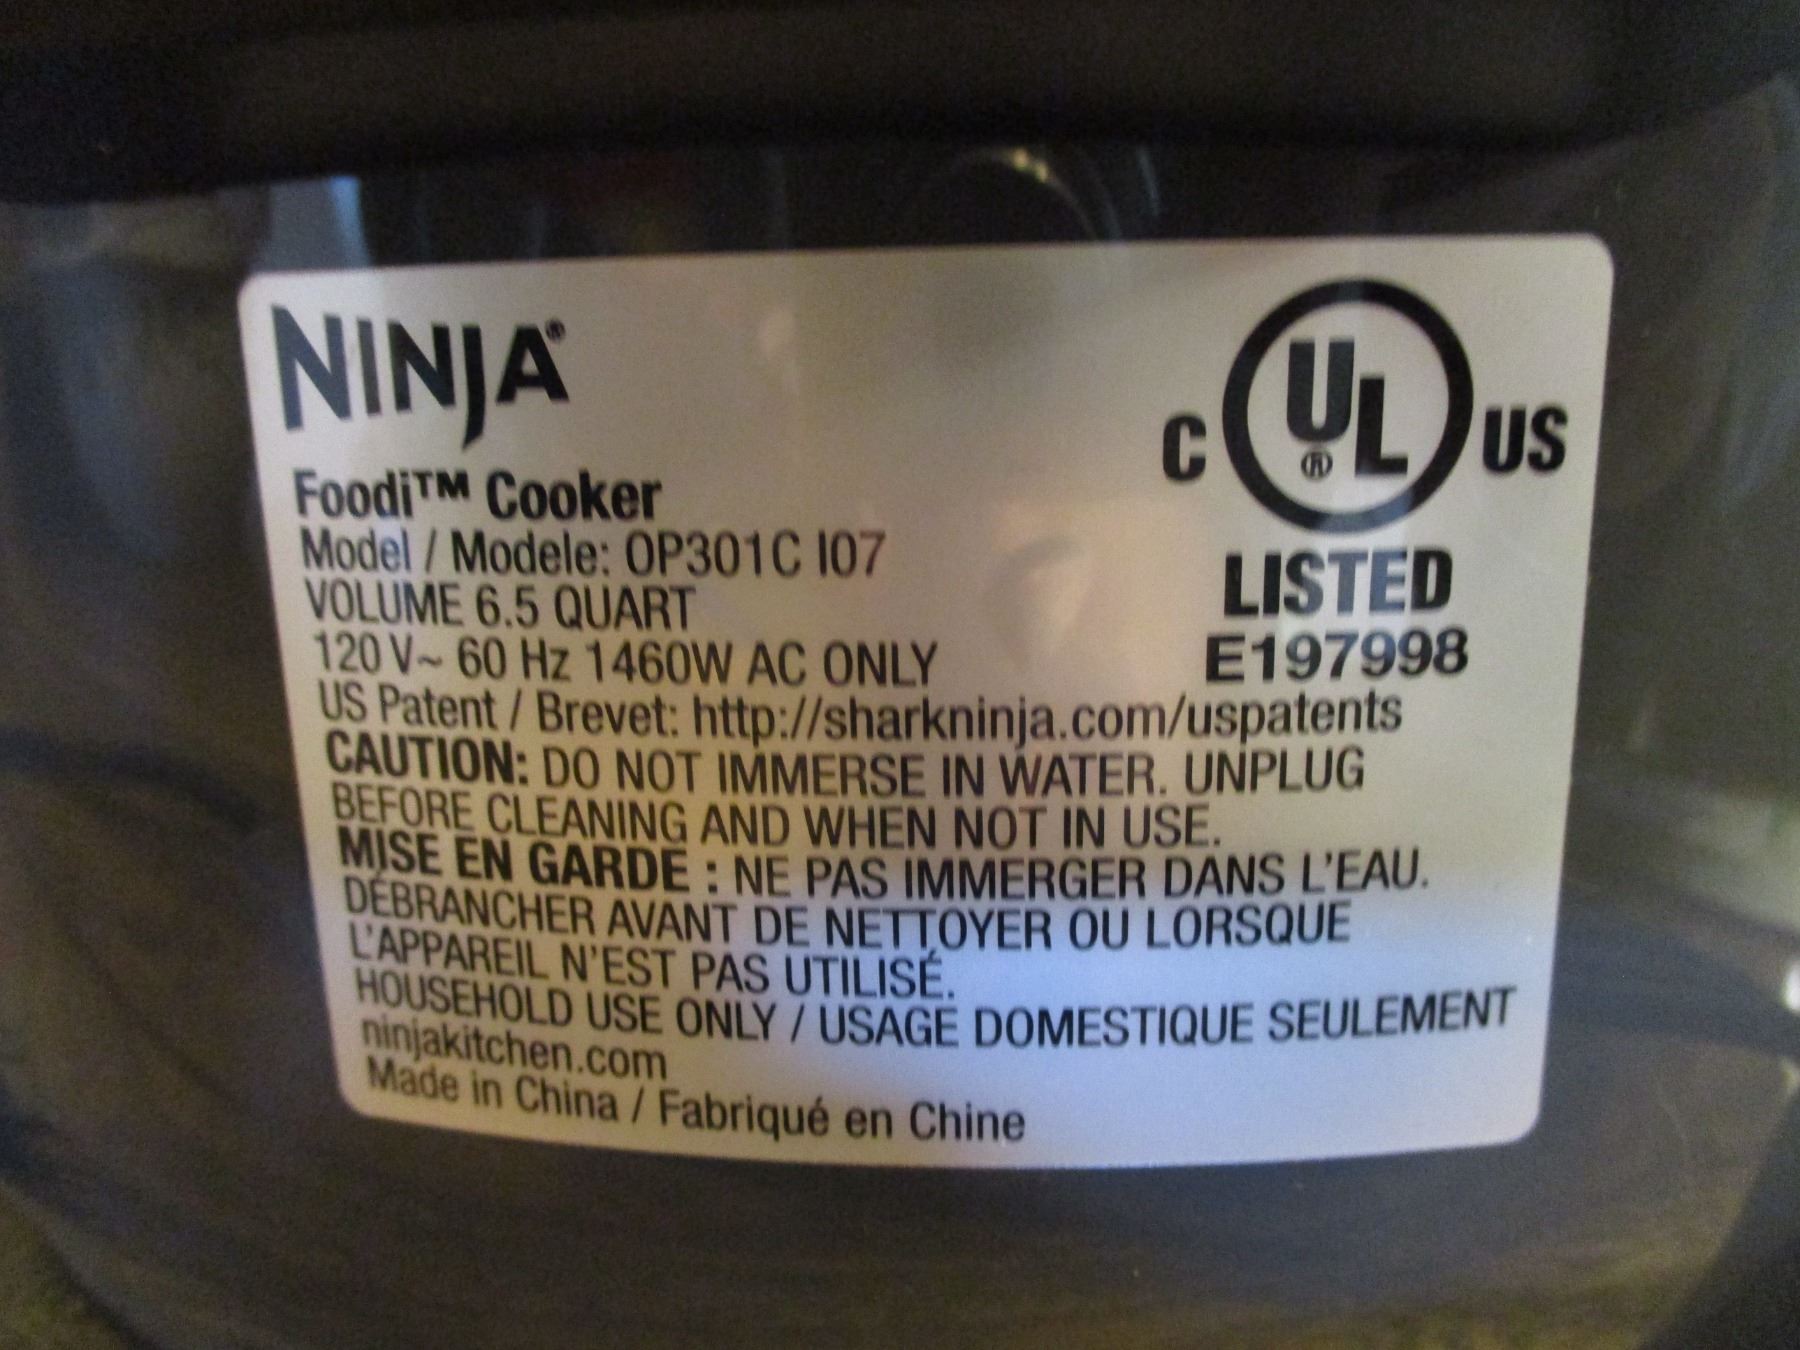 NINJA®
C UL® US
LISTED
E197998
Foodi™ Cooker
Model / Modele: OP301C I07
VOLUME 6.5 QUART
120 V~ 60 Hz 1460W AC ONLY
US Patent / Brevet: http://sharkninja.com/uspatents
CAUTION: DO NOT IMMERSE IN WATER. UNPLUG
BEFORE CLEANING AND WHEN NOT IN USE.
MISE EN GARDE : NE PAS IMMERGER DANS L'EAU.
DÉBRANCHER AVANT DE NETTOYER OU LORSQUE
L'APPAREIL N'EST PAS UTILISÉ.
HOUSEHOLD USE ONLY / USAGE DOMESTIQUE SEULEMENT
ninjakitchen.com
Made in China / Fabriqué en Chine